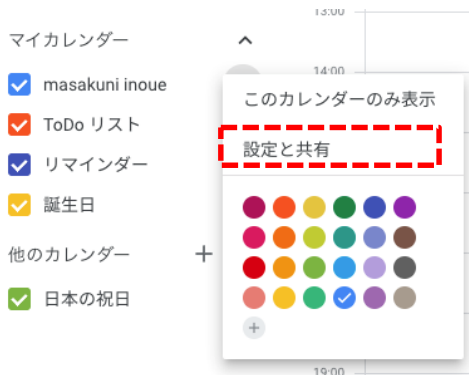 13:00
マイカレンダー
14:00
masakuni inoue
このカレンダーのみ表示
ToDo リスト
設定と共有
リマインダー
誕生日
他のカレンダー
日本の祝日
19:00